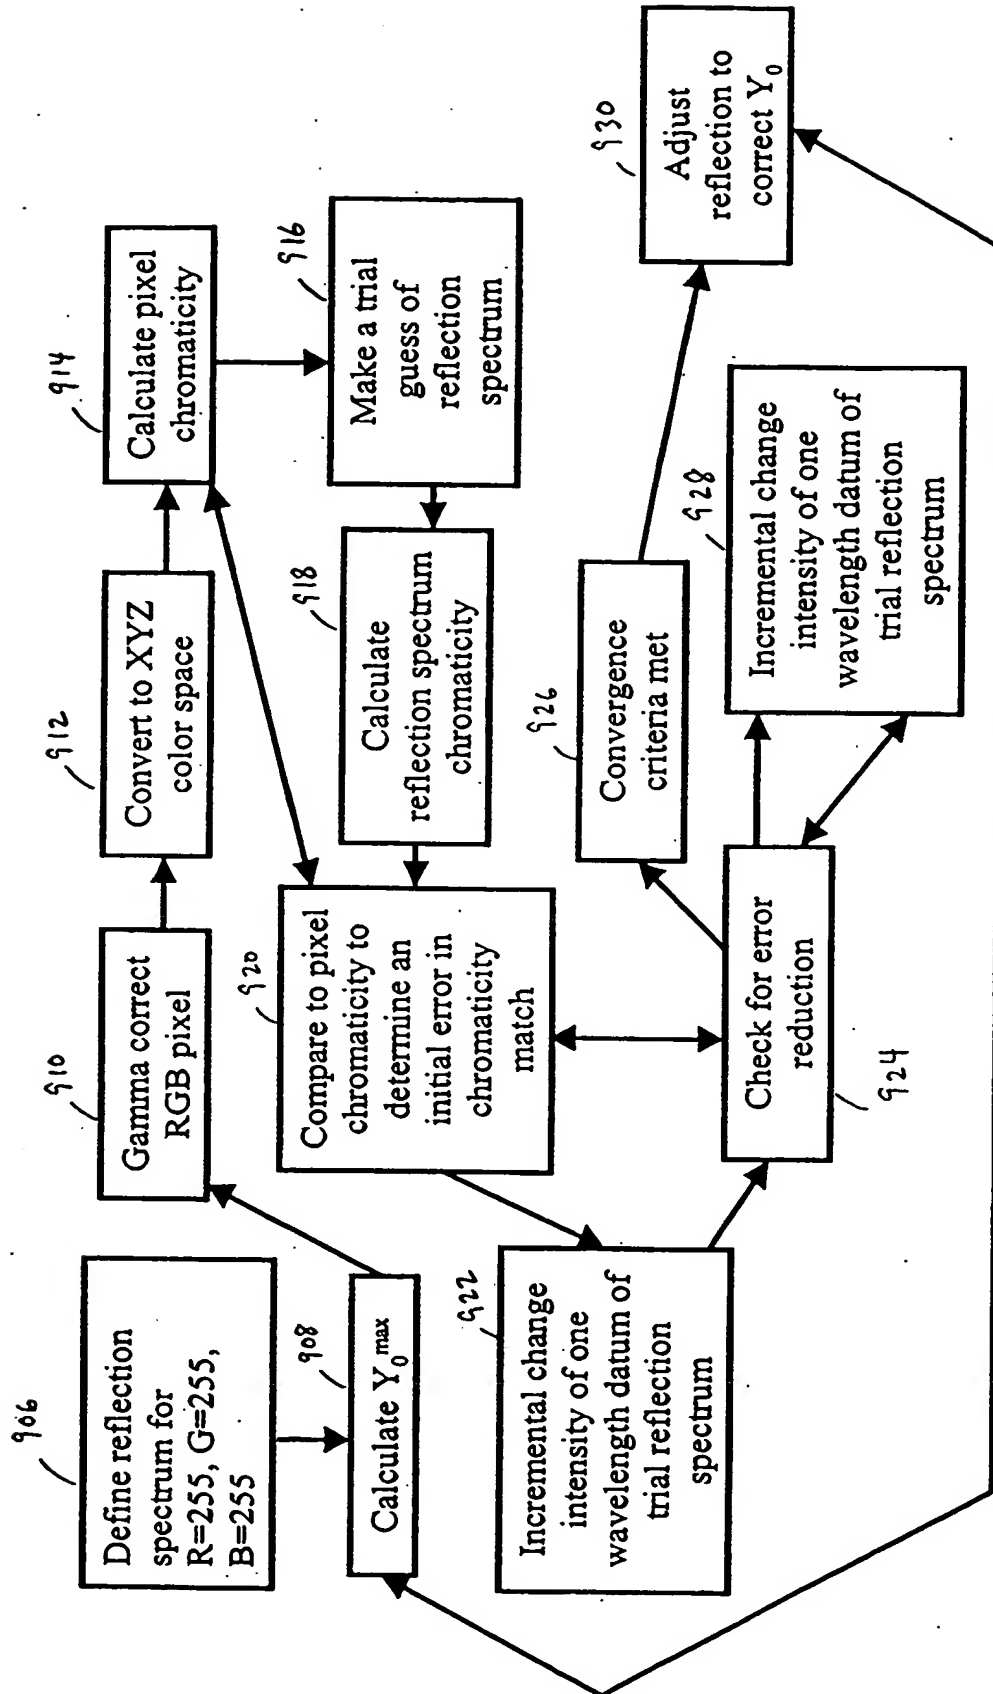 906
Define reflection
spectrum for
R=255, G=255,
B=255
908
Calculate Y₀ᵐᵃˣ
910
Gamma correct
RGB pixel
912
Convert to XYZ
color space
914
Calculate pixel
chromaticity
916
Make a trial
guess of
reflection
spectrum
918
Calculate
reflection spectrum
chromaticity
920
Compare to pixel
chromaticity to
determine an
initial error in
chromaticity
match
922
Incremental change
intensity of one
wavelength datum of
trial reflection
spectrum
Check for error
reduction
924
926
Convergence
criteria met
928
Incremental change
intensity of one
wavelength datum of
trial reflection
spectrum
930
Adjust
reflection to
correct Y₀